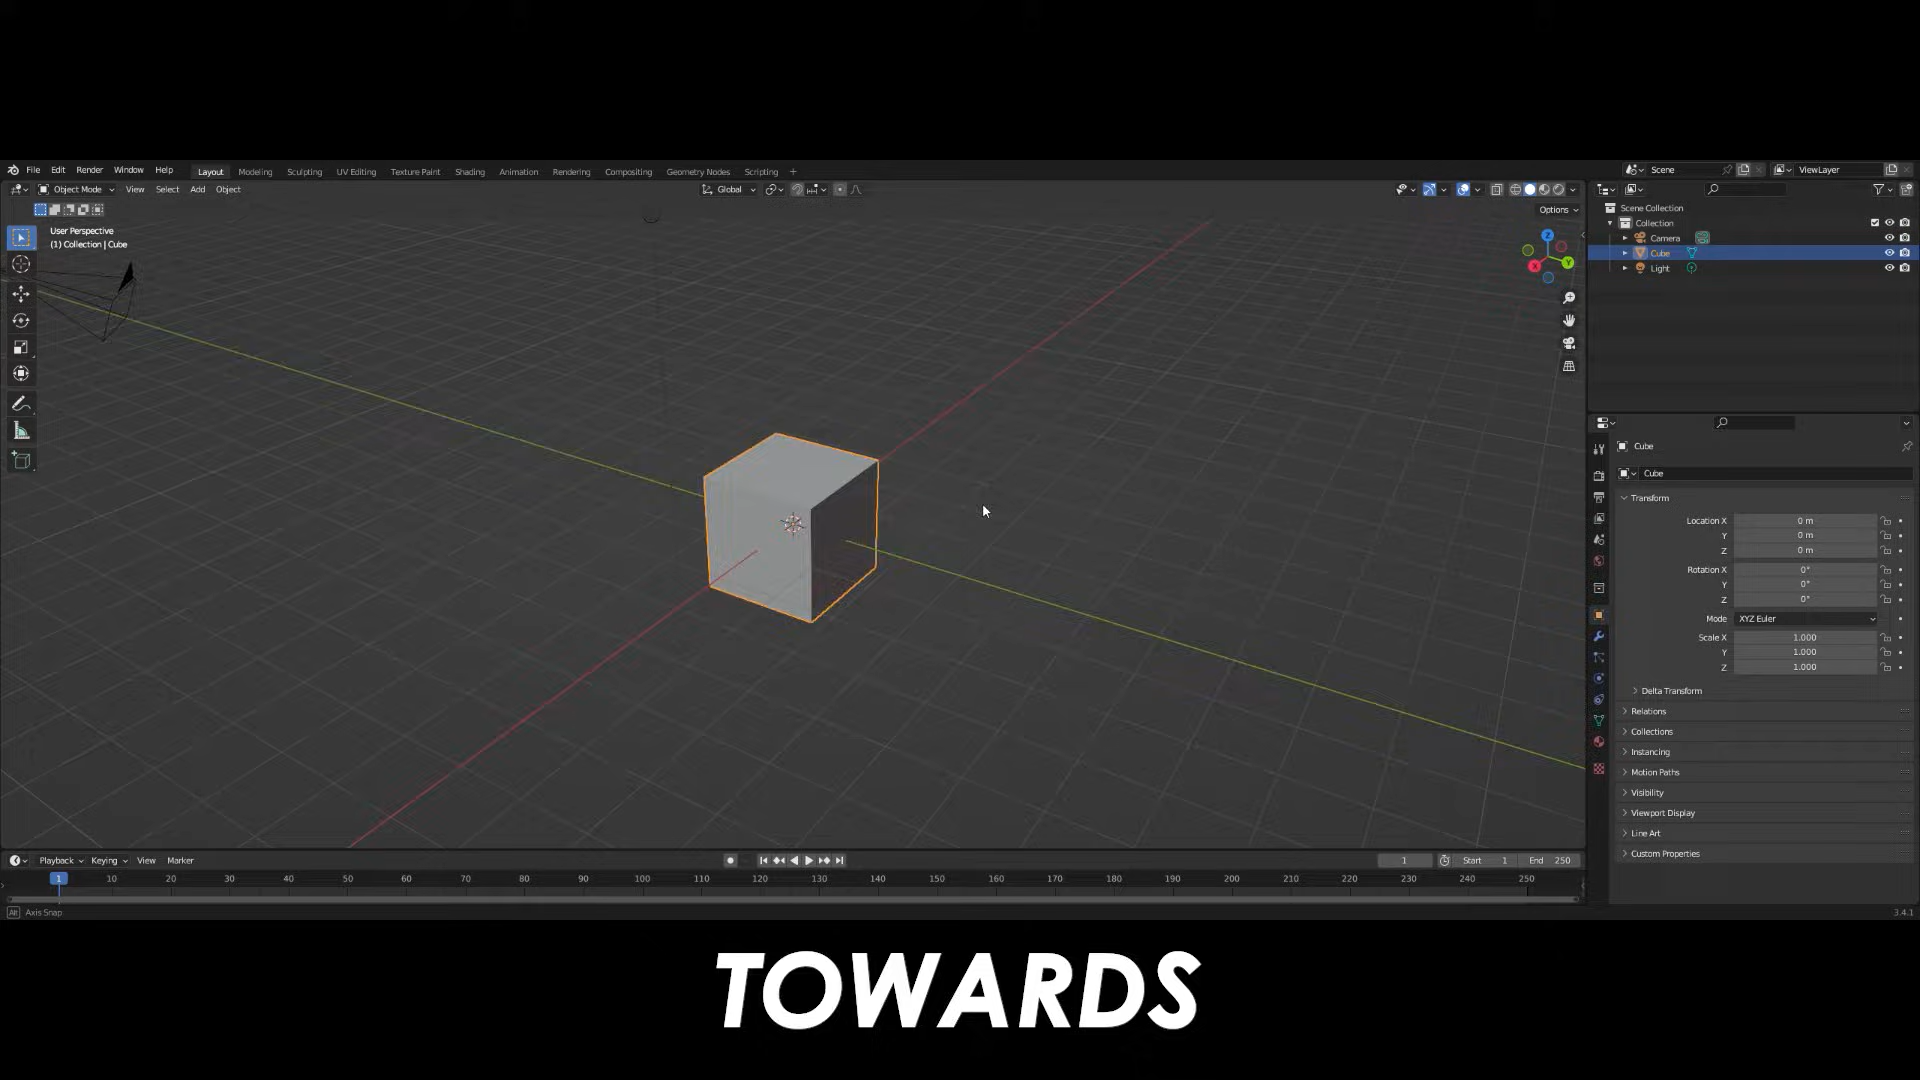 File Edit Render Window Help Layout Modeling Sculpting UV Editing Texture Paint Shading Animation Rendering Compositing Geometry Nodes Scripting + Scene ViewLayer
Object Mode View Select Add Object Global
Options
User Perspective
(1) Collection | Cube
Z
Y
X
Scene Collection
Collection
Camera
Cube
Light
Cube
Cube
Transform
Location X 0 m
Y 0 m
Z 0 m
Rotation X 0°
Y 0°
Z 0°
Mode XYZ Euler
Scale X 1.000
Y 1.000
Z 1.000
Delta Transform
Relations
Collections
Instancing
Motion Paths
Visibility
Viewport Display
Line Art
Custom Properties
Playback Keying View Marker 1 Start 1 End 250
1 10 20 30 40 50 60 70 80 90 100 110 120 130 140 150 160 170 180 190 200 210 220 230 240 250
Alt Axis Snap 3.4.1
TOWARDS